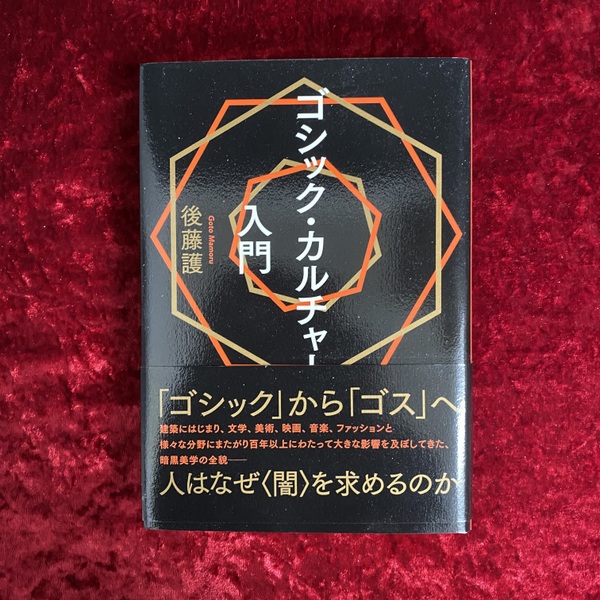 ゴシック・カルチャー
入門
後藤護
Goto Mamoru
「ゴシック」から「ゴス」へ
建築にはじまり、文学、美術、映画、音楽、ファッションと
様々な分野にまたがり百年以上にわたって大きな影響を及ぼしてきた、
暗黒美学の全貌──
人はなぜ〈闇〉を求めるのか